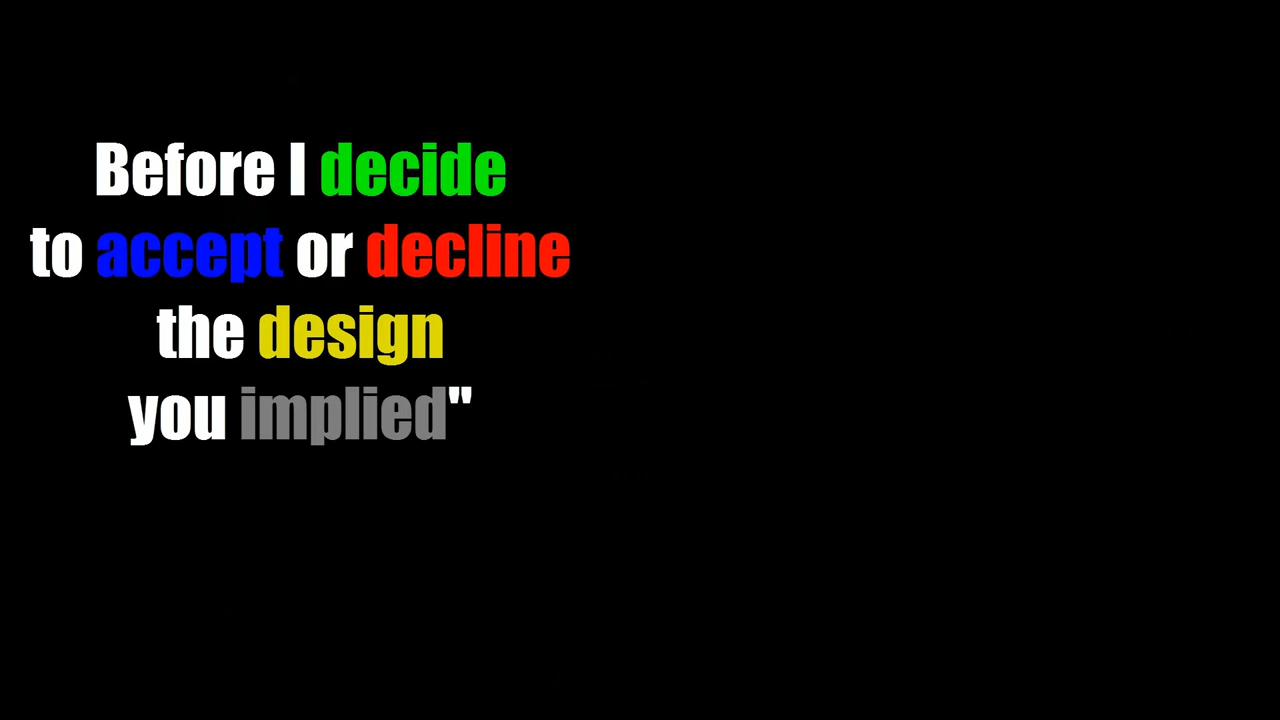 Before I decide
to accept or decline
the design
you implied"